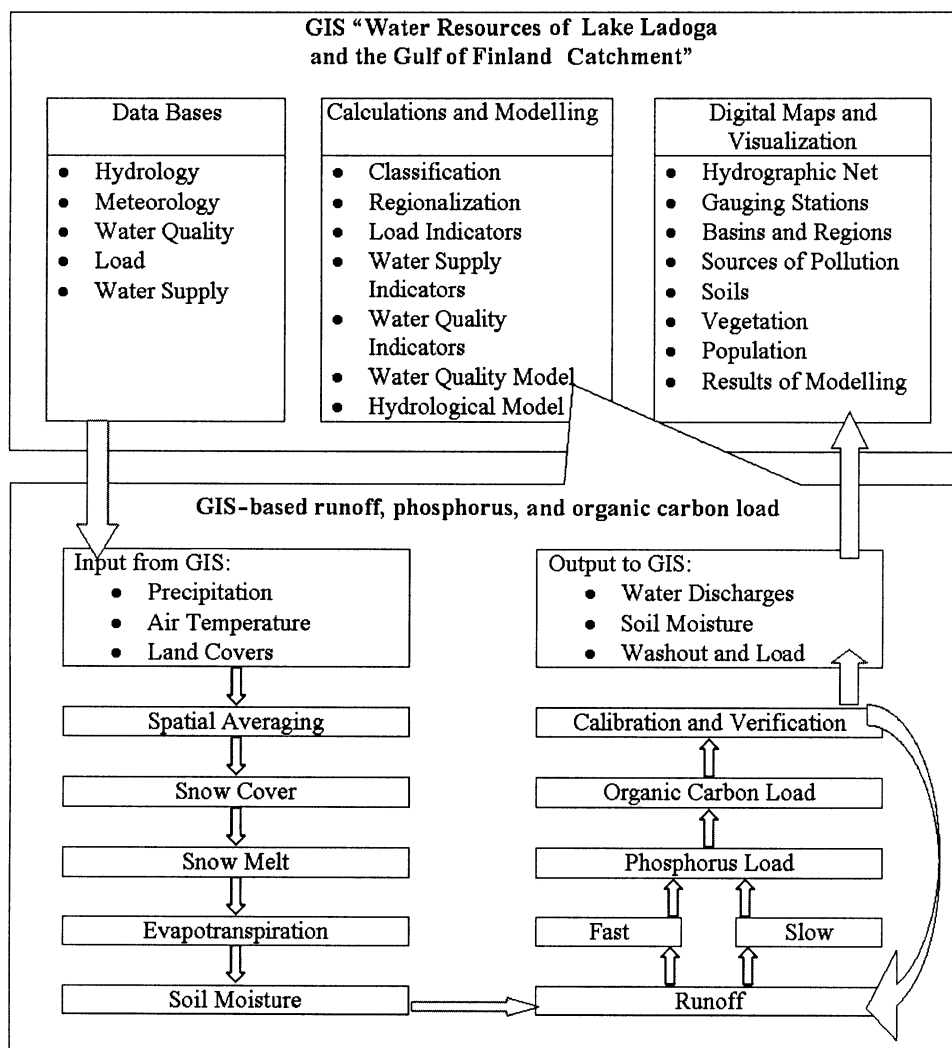 GIS “Water Resources of Lake Ladoga
and the Gulf of Finland Catchment”
Data Bases
● Hydrology
● Meteorology
● Water Quality
● Load
● Water Supply
Calculations and Modelling
● Classification
● Regionalization
● Load Indicators
● Water Supply
Indicators
● Water Quality
Indicators
● Water Quality Model
● Hydrological Model
Digital Maps and
Visualization
● Hydrographic Net
● Gauging Stations
● Basins and Regions
● Sources of Pollution
● Soils
● Vegetation
● Population
● Results of Modelling
GIS-based runoff, phosphorus, and organic carbon load
Input from GIS:
● Precipitation
● Air Temperature
● Land Covers
Spatial Averaging
Snow Cover
Snow Melt
Evapotranspiration
Soil Moisture
Output to GIS:
● Water Discharges
● Soil Moisture
● Washout and Load
Calibration and Verification
Organic Carbon Load
Phosphorus Load
Fast
Slow
Runoff